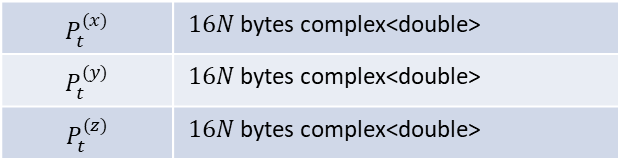 P_t^(x) 16N bytes complex<double>
P_t^(y) 16N bytes complex<double>
P_t^(z) 16N bytes complex<double>